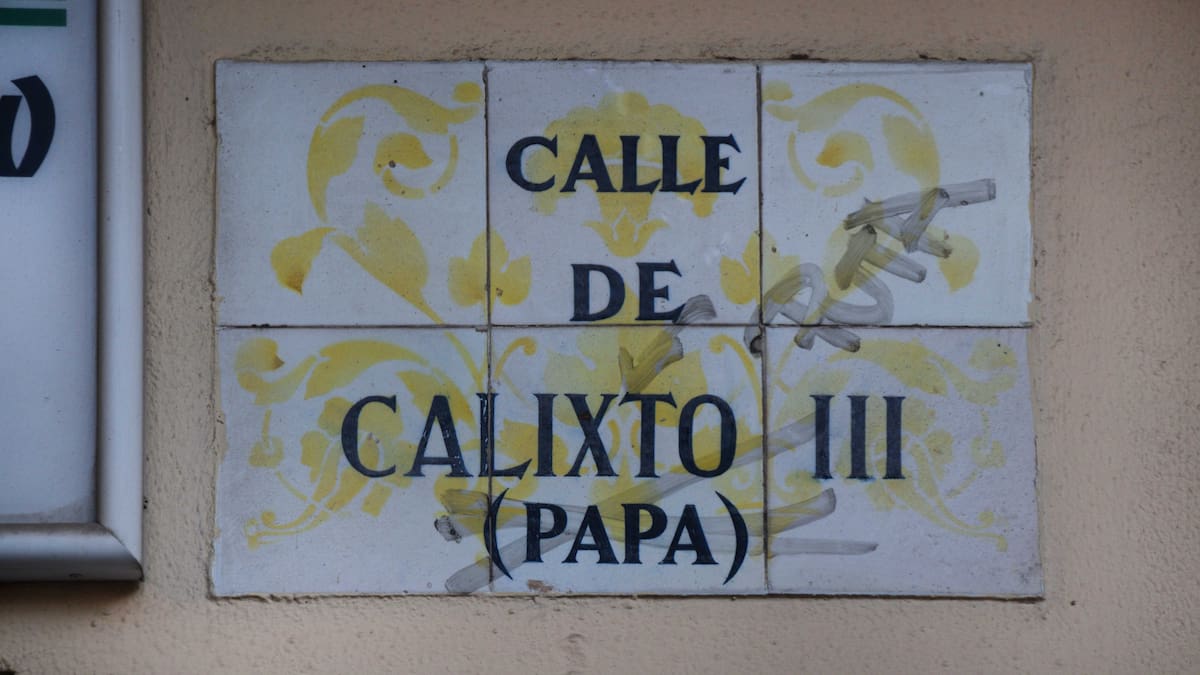 CALLE
DE
CALIXTO III
(PAPA)